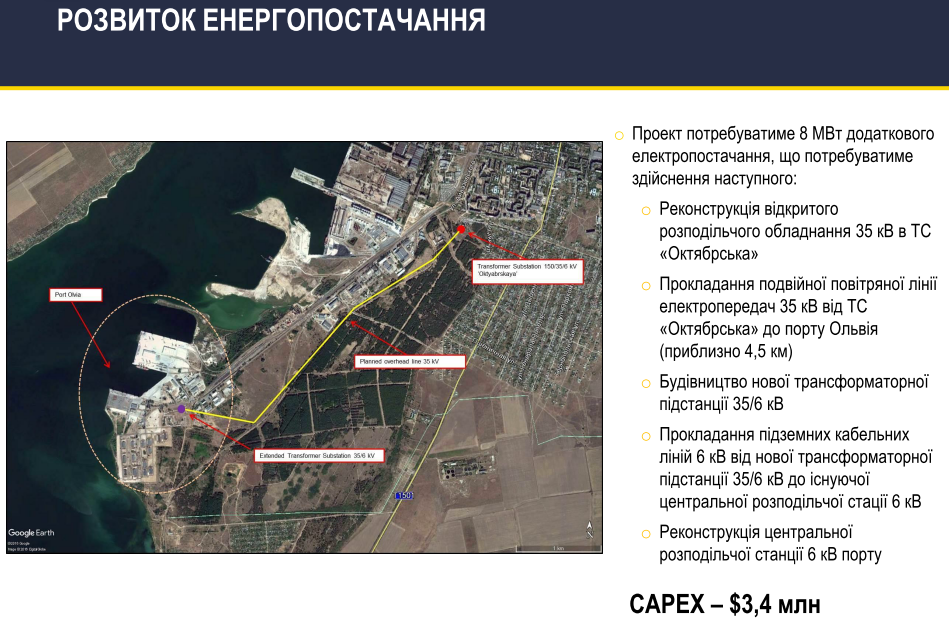 РОЗВИТОК ЕНЕРГОПОСТАЧАННЯ
Проект потребуватиме 8 МВт додаткового
електропостачання, що потребуватиме
здійснення наступного:
Реконструкція відкритого
розподільчого обладнання 35 кВ в ТС
«Октябрська»
Прокладання подвійної повітряної лінії
електропередач 35 кВ від ТС
«Октябрська» до порту Ольвія
(приблизно 4,5 км)
Будівництво нової трансформаторної
підстанції 35/6 кВ
Прокладання підземних кабельних
ліній 6 кВ від нової трансформаторної
підстанції 35/6 кВ до існуючої
центральної розподільчої стації 6 кВ
Реконструкція центральної
розподільчої станції 6 кВ порту
CAPEX – $3,4 млн
Transformer Substation 150/35/6 kV
'Oktyabrskaya'
Port Olvia
Planned overhead line 35 kV
Extended Transformer Substation 35/6 kV
Google Earth
1 km